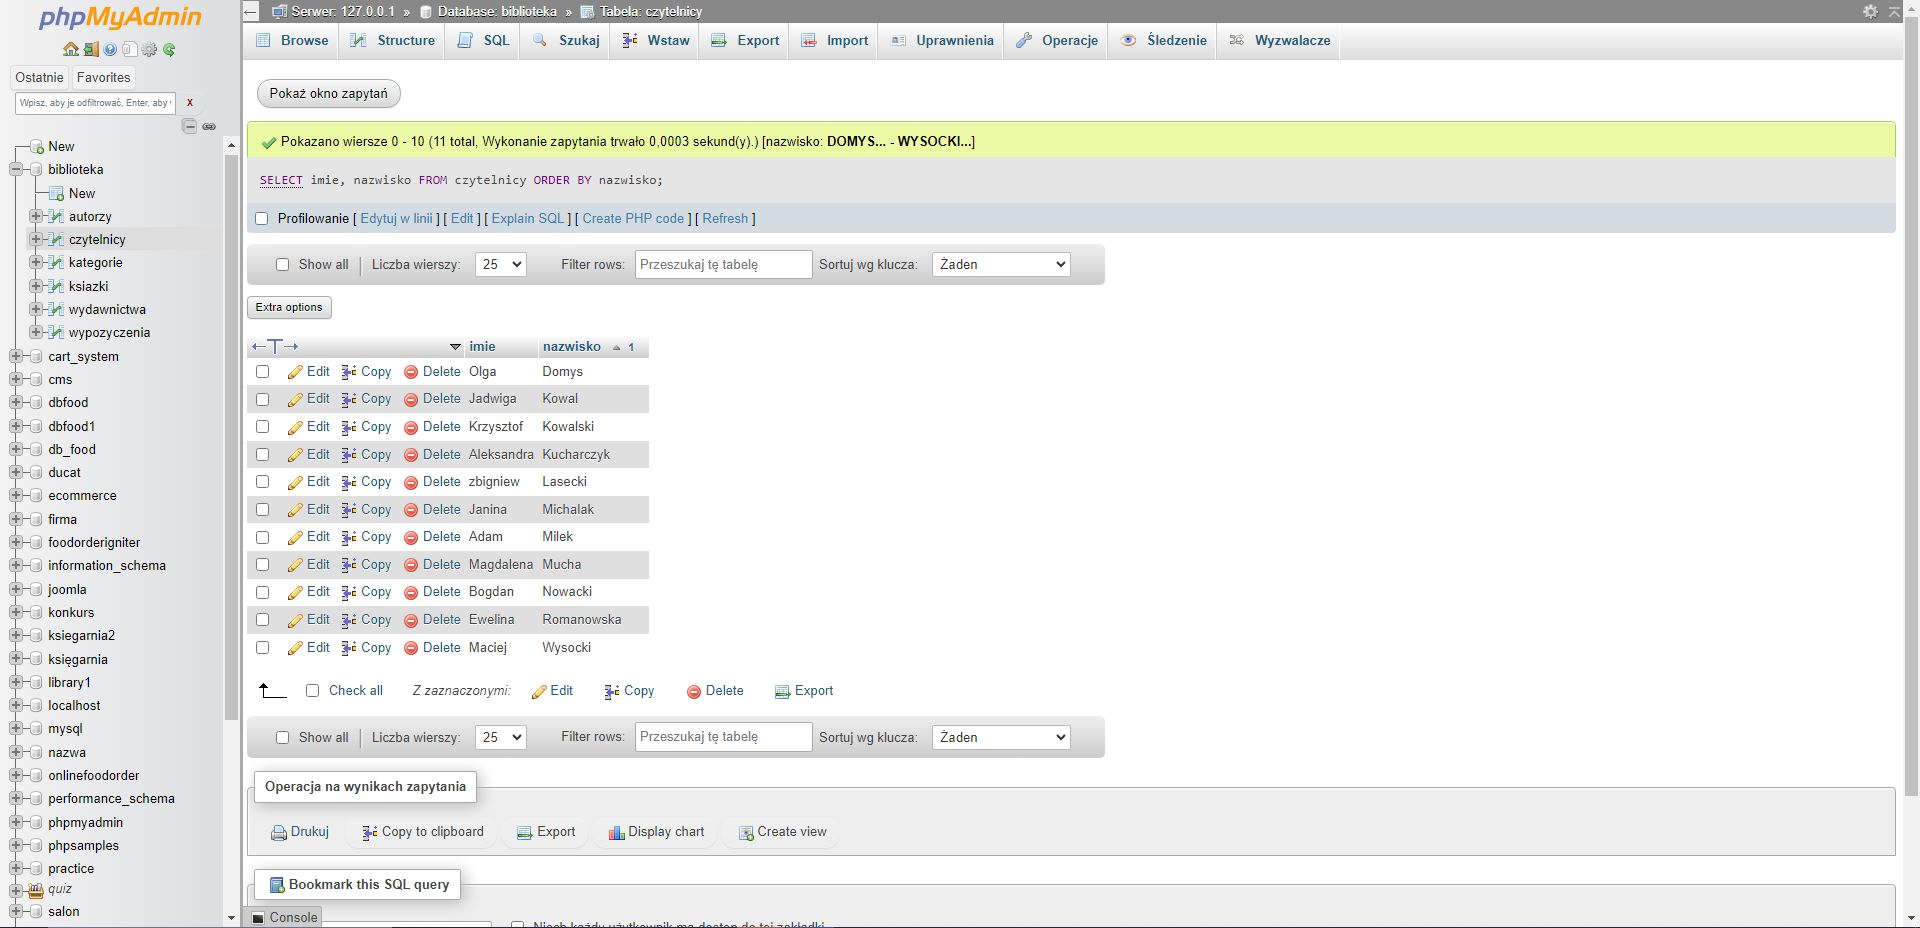 phpMyAdmin
Ostatnie Favorites
Wpisz, aby je odfiltrować, Enter, aby X
New
biblioteka
New
autorzy
czytelnicy
kategorie
ksiazki
wydawnictwa
wypozyczenia
cart_system
cms
dbfood
dbfood1
db_food
ducat
ecommerce
firma
foodorderigniter
information_schema
joomla
konkurs
ksiegarnia2
księgarnia
library1
localhost
mysql
nazwa
onlinefoodorder
performance_schema
phpmyadmin
phpsamples
practice
quiz
salon
Serwer: 127.0.0.1 » Database: biblioteka » Tabela: czytelnicy
Browse Structure SQL Szukaj Wstaw Export Import Uprawnienia Operacje Śledzenie Wyzwalacze
Pokaż okno zapytań
Pokazano wiersze 0 - 10 (11 total, Wykonanie zapytania trwało 0,0003 sekund(y).) [nazwisko: DOMYS... - WYSOCKI...]
SELECT imie, nazwisko FROM czytelnicy ORDER BY nazwisko;
Profilowanie [ Edytuj w linii ] [ Edit ] [ Explain SQL ] [ Create PHP code ] [ Refresh ]
Show all Liczba wierszy: 25 Filter rows: Przeszukaj tę tabelę Sortuj wg klucza: Żaden
Extra options
imie nazwisko 1
Edit Copy Delete Olga Domys
Edit Copy Delete Jadwiga Kowal
Edit Copy Delete Krzysztof Kowalski
Edit Copy Delete Aleksandra Kucharczyk
Edit Copy Delete zbigniew Lasecki
Edit Copy Delete Janina Michalak
Edit Copy Delete Adam Milek
Edit Copy Delete Magdalena Mucha
Edit Copy Delete Bogdan Nowacki
Edit Copy Delete Ewelina Romanowska
Edit Copy Delete Maciej Wysocki
Check all Z zaznaczonymi: Edit Copy Delete Export
Show all Liczba wierszy: 25 Filter rows: Przeszukaj tę tabelę Sortuj wg klucza: Żaden
Operacja na wynikach zapytania
Drukuj Copy to clipboard Export Display chart Create view
Bookmark this SQL query
Console
Niech każdy użytkownik ma dostęp do tej zakładki